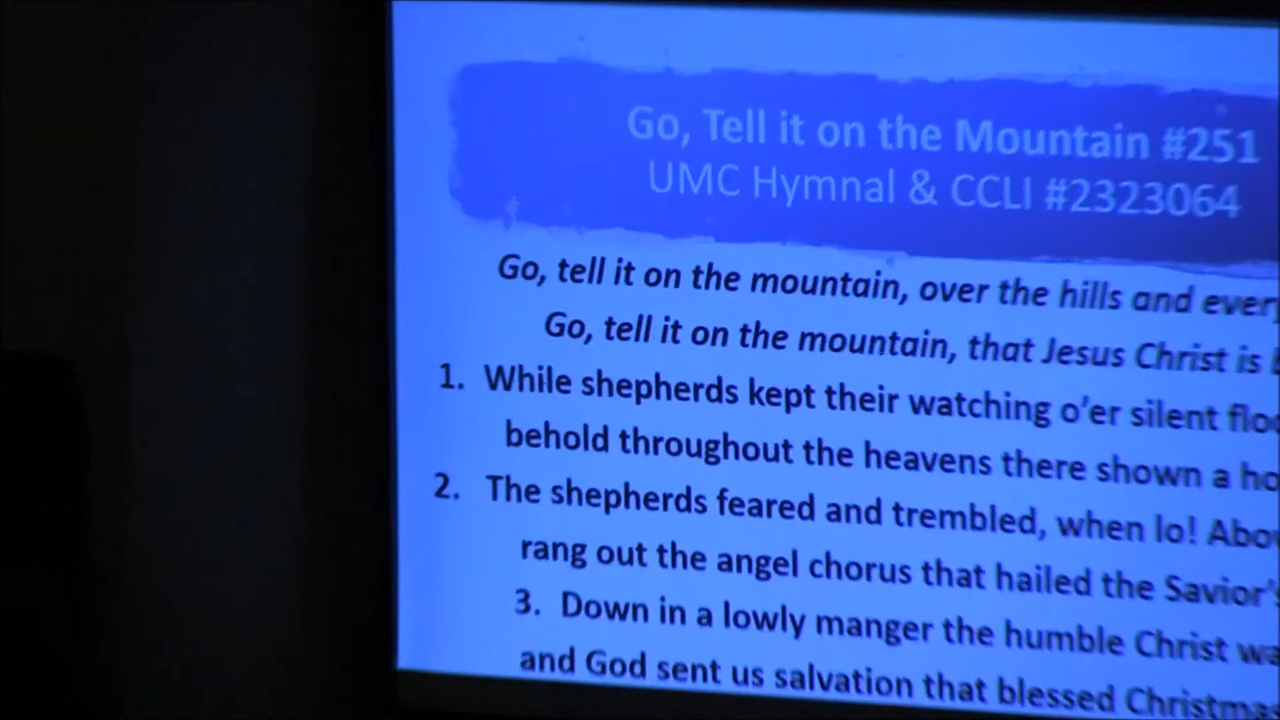 Go, Tell it on the Mountain #251
UMC Hymnal & CCLI #2323064
Go, tell it on the mountain, over the hills and
Go, tell it on the mountain, that Jesus Christ is
1. While shepherds kept their watching o'er silent
behold throughout the heavens there shown a
2. The shepherds feared and trembled, when lo!
rang out the angel chorus that hailed the Savior's
3. Down in a lowly manger the humble Christ
and God sent us salvation that blessed